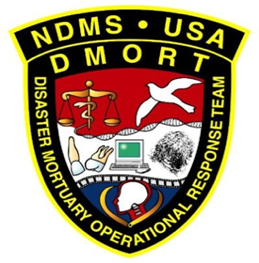 NDMS • USA
DMORT
DISASTER MORTUARY OPERATIONAL RESPONSE TEAM